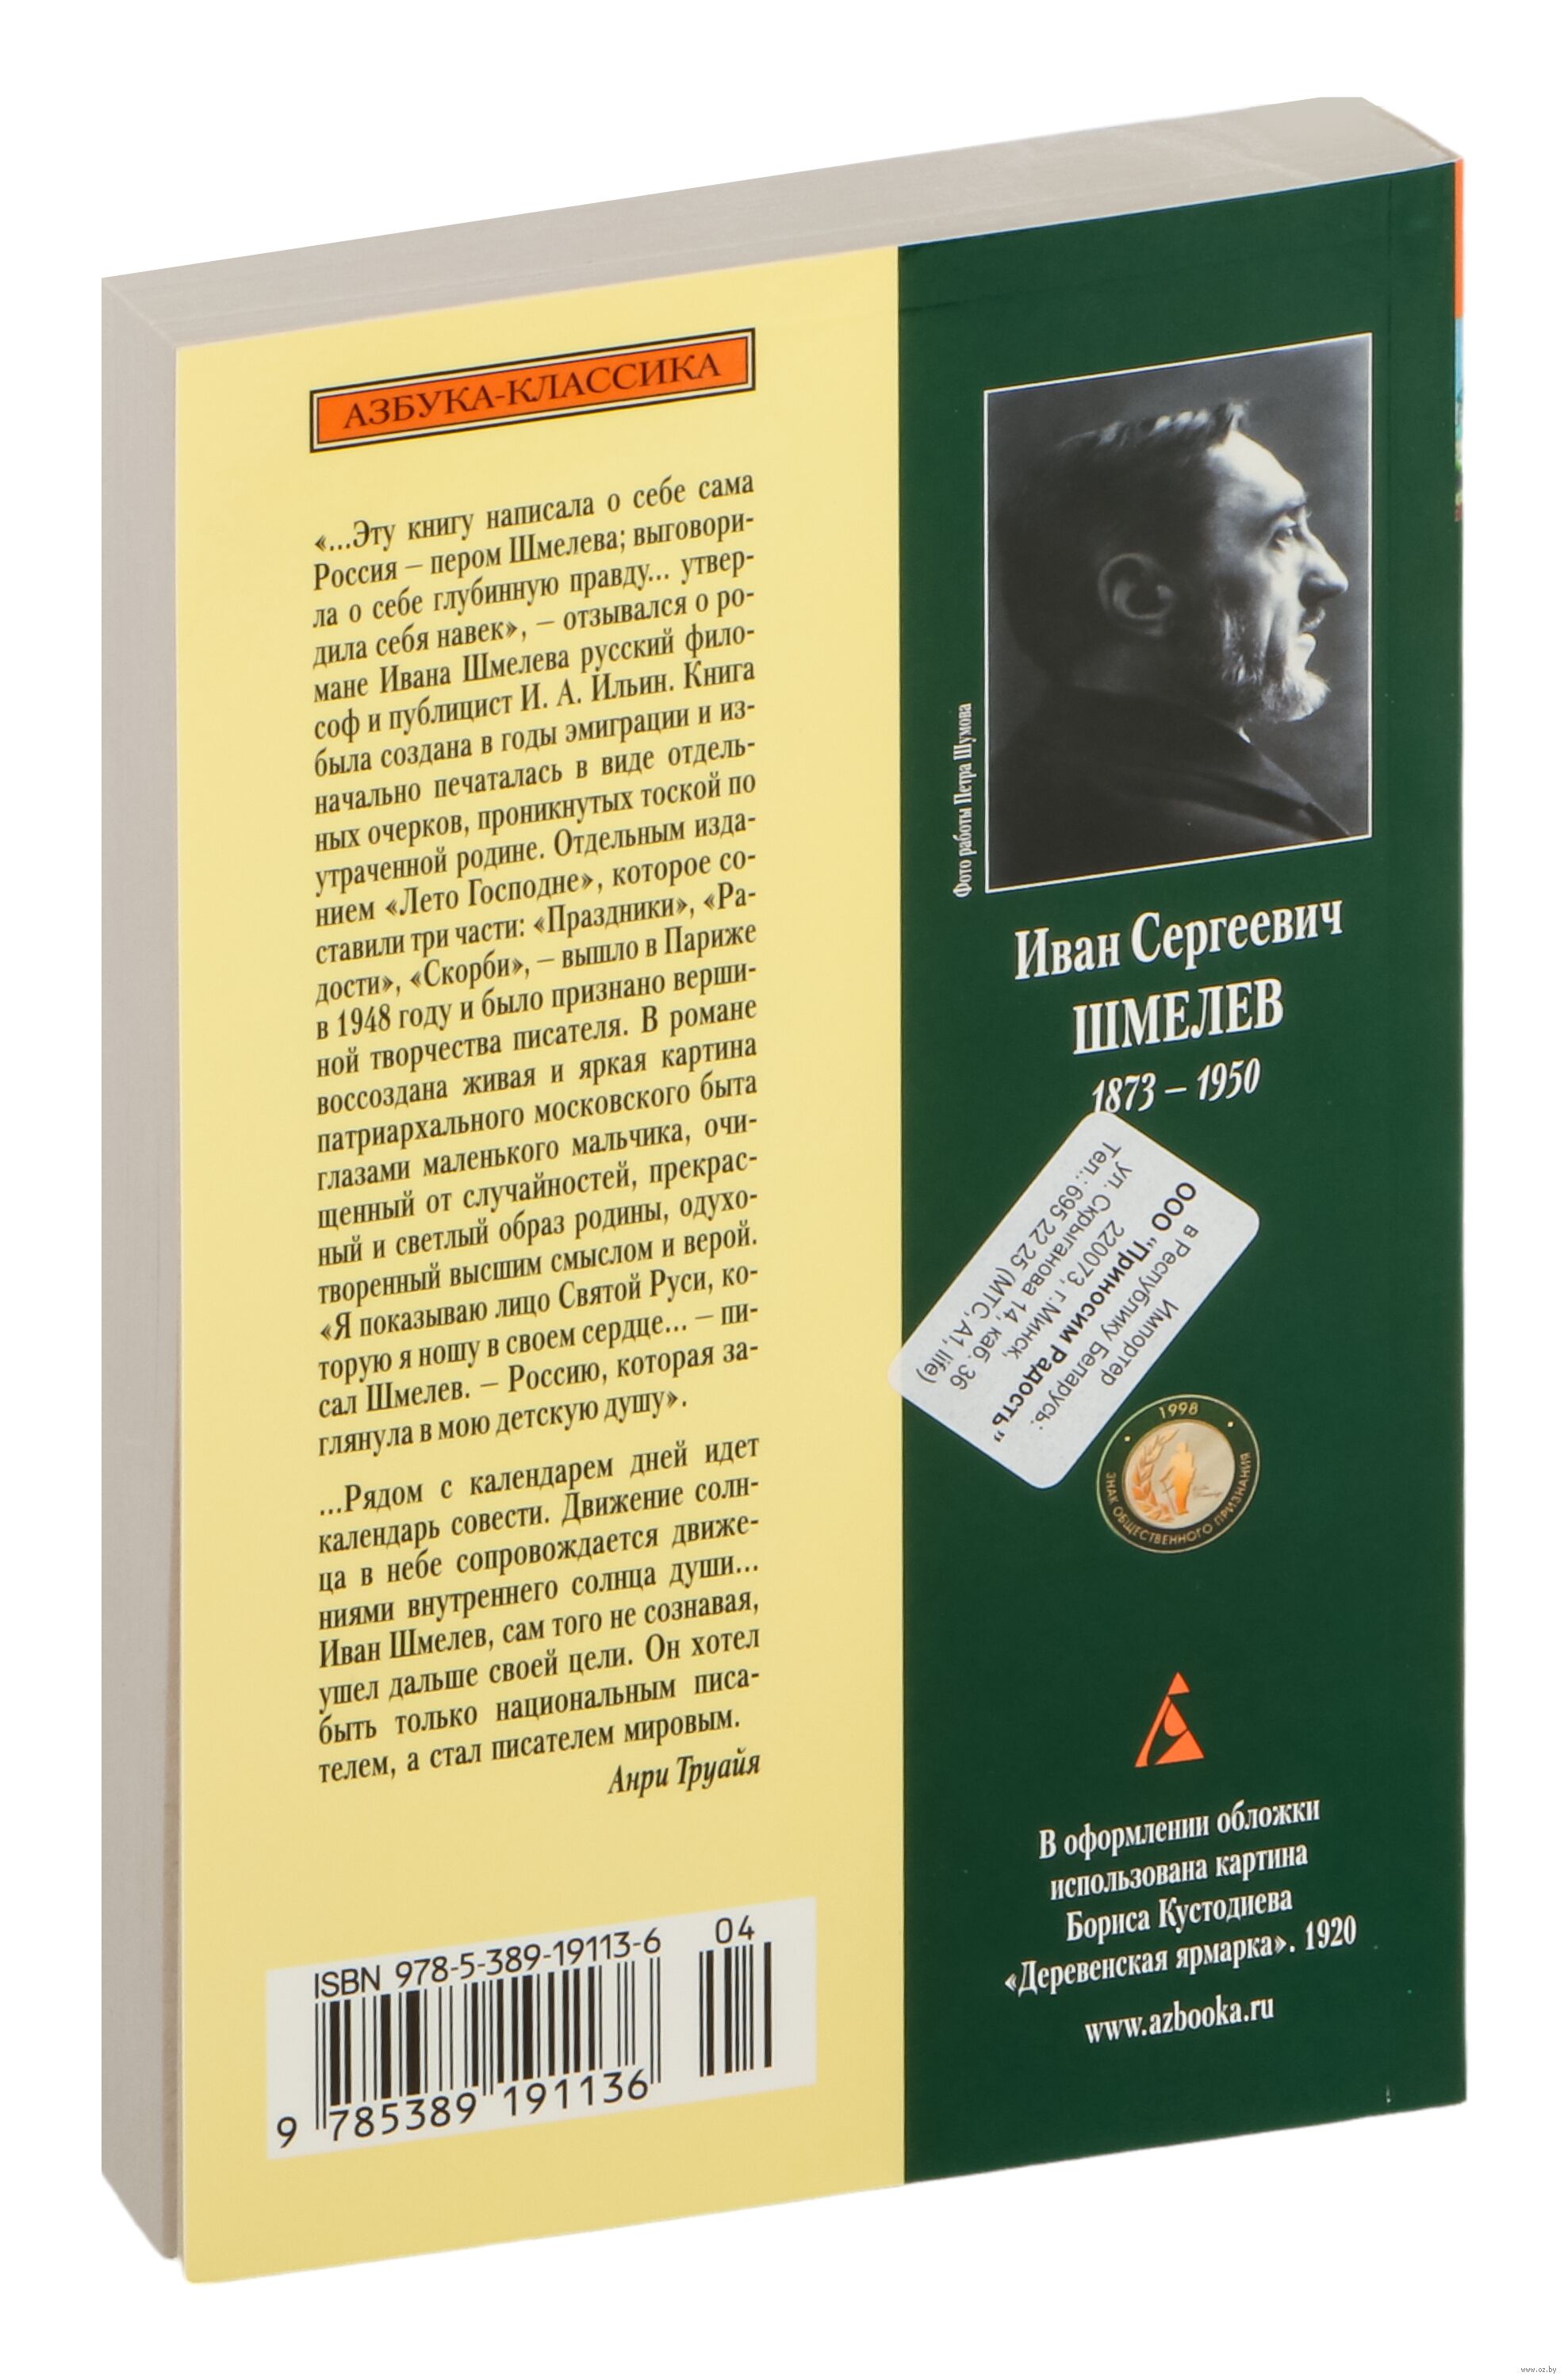 АЗБУКА-КЛАССИКА
«...Эту книгу написала о себе сама
Россия – пером Шмелева; выговори-
ла о себе глубинную правду... утвер-
дила себя навек», – отзывался о ро-
мане Ивана Шмелева русский фило-
соф и публицист И. А. Ильин. Книга
была создана в годы эмиграции и из-
начально печаталась в виде отдель-
ных очерков, проникнутых тоской по
утраченной родине. Отдельным изда-
нием «Лето Господне», которое со-
ставили три части: «Праздники», «Ра-
дости», «Скорби», – вышло в Париже
в 1948 году и было признано верши-
ной творчества писателя. В романе
воссоздана живая и яркая картина
патриархального московского быта
глазами маленького мальчика, очи-
щенный от случайностей, прекрас-
ный и светлый образ родины, одухо-
творенный высшим смыслом и верой.
«Я показываю лицо Святой Руси, ко-
торую я ношу в своем сердце... – пи-
сал Шмелев. – Россию, которая за-
глянула в мою детскую душу».
...Рядом с календарем дней идет
календарь совести. Движение солн-
ца в небе сопровождается движе-
ниями внутреннего солнца души...
Иван Шмелев, сам того не сознавая,
ушел дальше своей цели. Он хотел
быть только национальным писа-
телем, а стал писателем мировым.
Анри Труайя
ISBN 978-5-389-19113-6
04
9 785389 191136
Фото работы Петра Шумова
Иван Сергеевич
ШМЕЛЕВ
1873 – 1950
Импортер
в Республику Беларусь:
ООО "Приносим Радость"
220073, г.Минск,
ул. Скрыганова 14, каб. 36
Тел.: 695 22 25 (МТС, А1, life)
1998
ЗНАК ОБЩЕСТВЕННОГО ПРИЗНАНИЯ
В оформлении обложки
использована картина
Бориса Кустодиева
«Деревенская ярмарка». 1920
www.azbooka.ru
www.oz.by